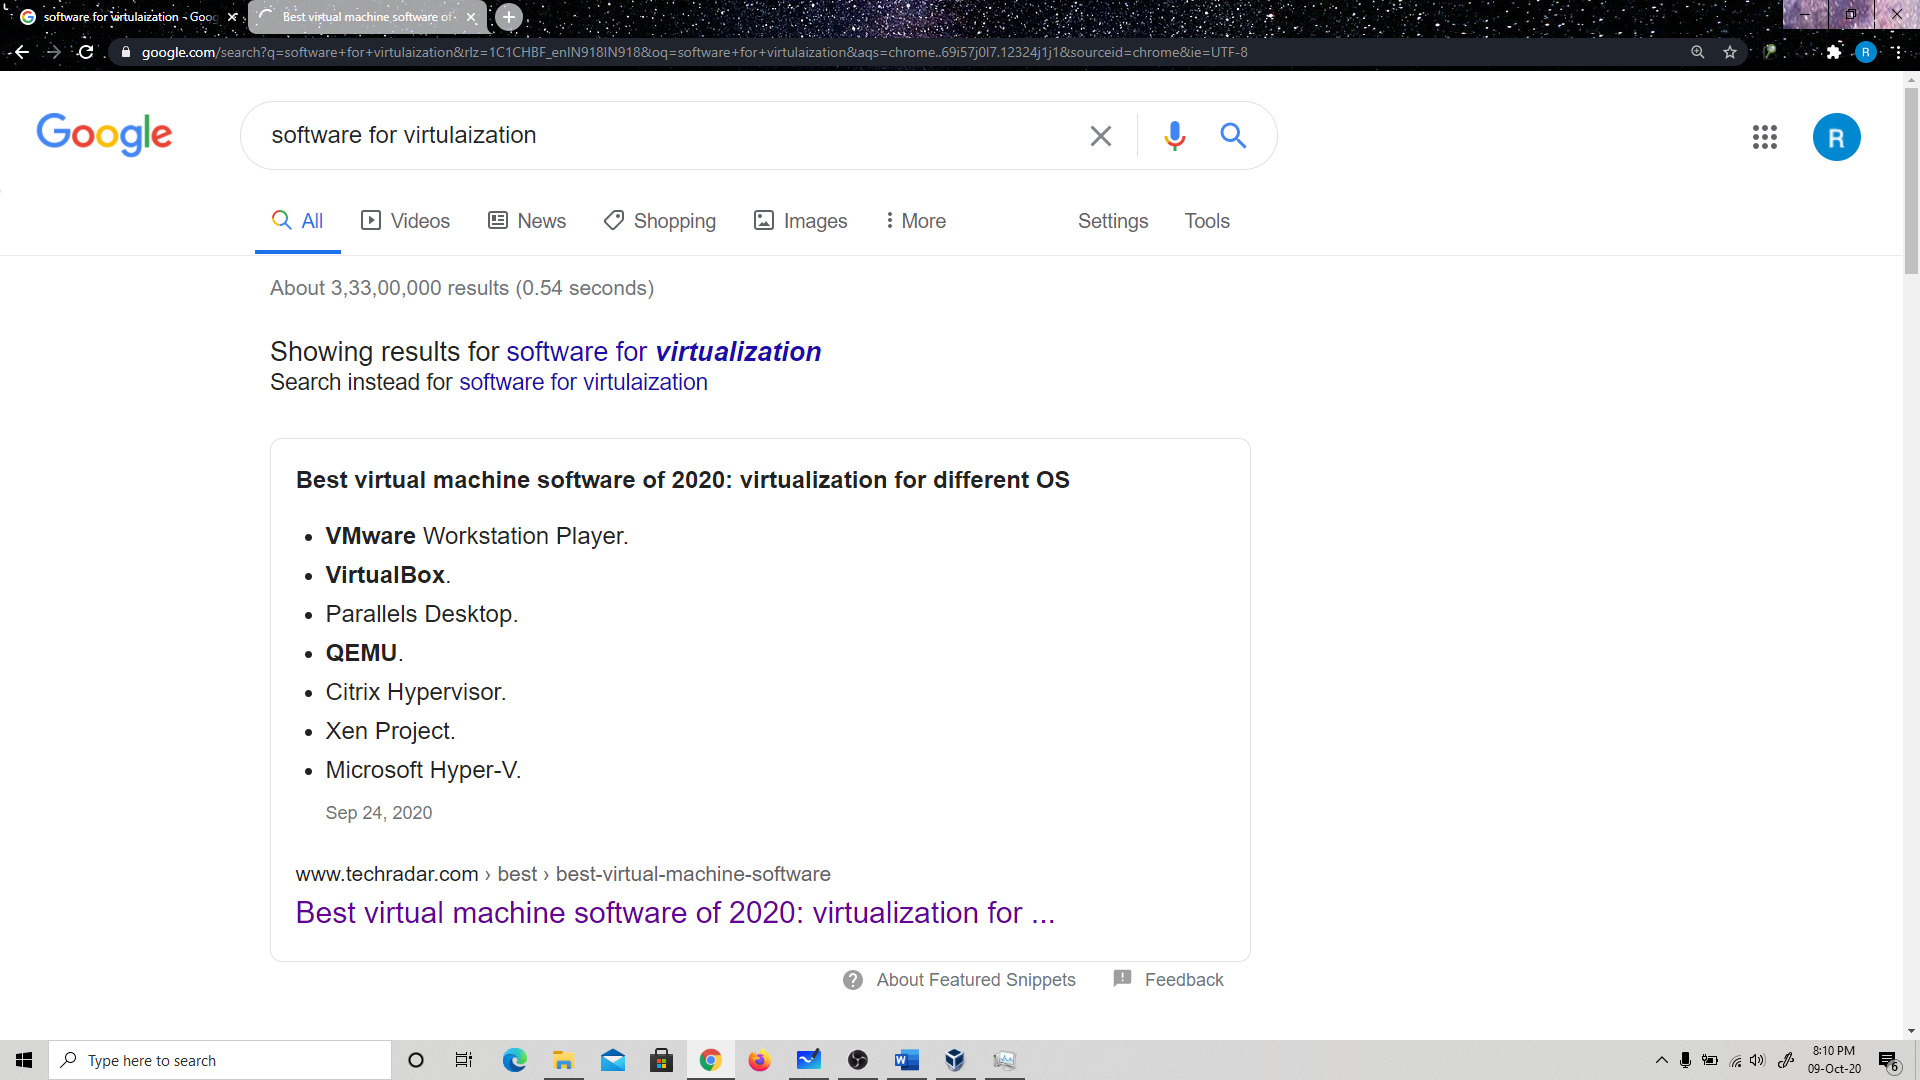 software for virtulaization - Goog
Best virtual machine software of
google.com/search?q=software+for+virtulaization&rlz=1C1CHBF_enIN918IN918&oq=software+for+virtulaization&aqs=chrome..69i57j0l7.12324j1j1&sourceid=chrome&ie=UTF-8
R
Google
software for virtulaization
R
All
Videos
News
Shopping
Images
More
Settings
Tools
About 3,33,00,000 results (0.54 seconds)
Showing results for software for virtualization
Search instead for software for virtulaization
Best virtual machine software of 2020: virtualization for different OS
• VMware Workstation Player.
• VirtualBox.
• Parallels Desktop.
• QEMU.
• Citrix Hypervisor.
• Xen Project.
• Microsoft Hyper-V.
Sep 24, 2020
www.techradar.com › best › best-virtual-machine-software
Best virtual machine software of 2020: virtualization for ...
About Featured Snippets
Feedback
Type here to search
8:10 PM
09-Oct-20
6